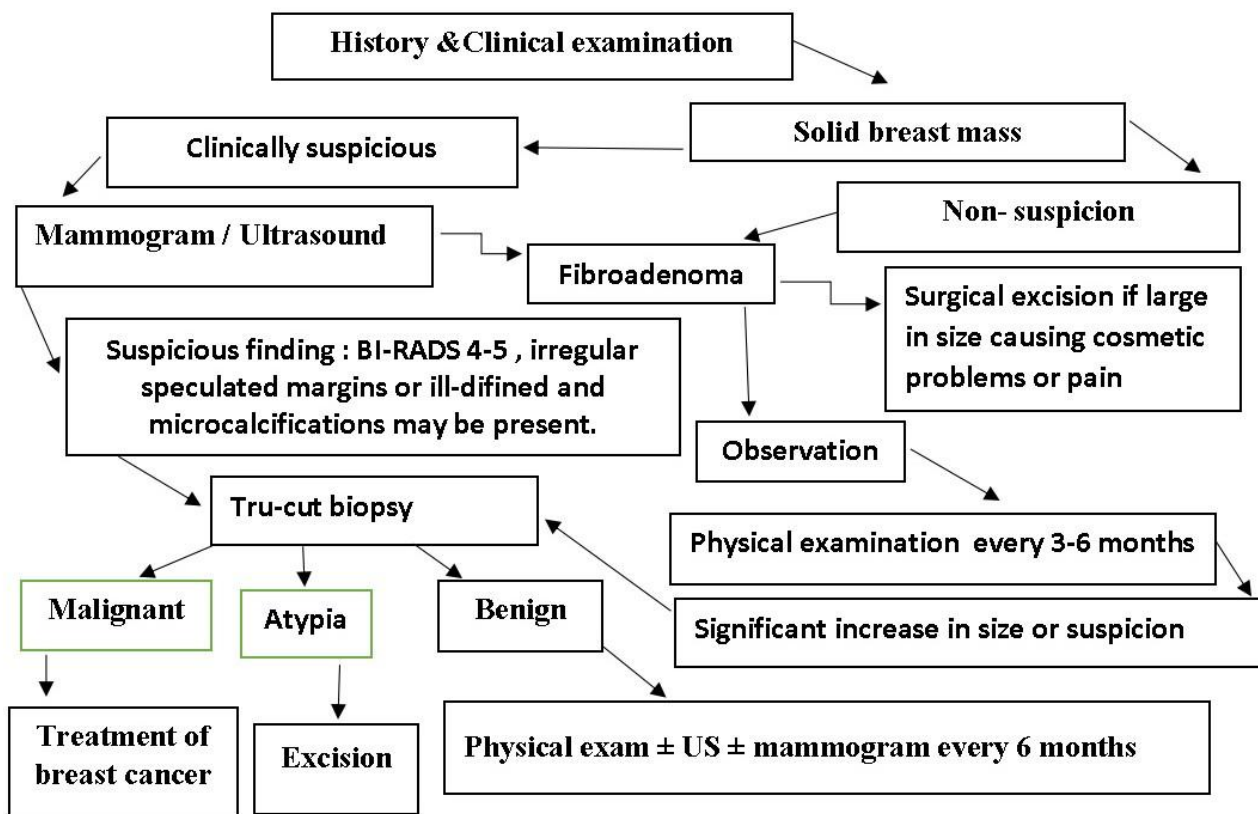 History &Clinical examination
Solid breast mass
Clinically suspicious
Non- suspicion
Mammogram / Ultrasound
Fibroadenoma
Surgical excision if large
in size causing cosmetic
problems or pain
Suspicious finding : BI-RADS 4-5 , irregular
speculated margins or ill-difined and
microcalcifications may be present.
Observation
Tru-cut biopsy
Physical examination every 3-6 months
Malignant
Atypia
Benign
Significant increase in size or suspicion
Treatment of
breast cancer
Excision
Physical exam ± US ± mammogram every 6 months